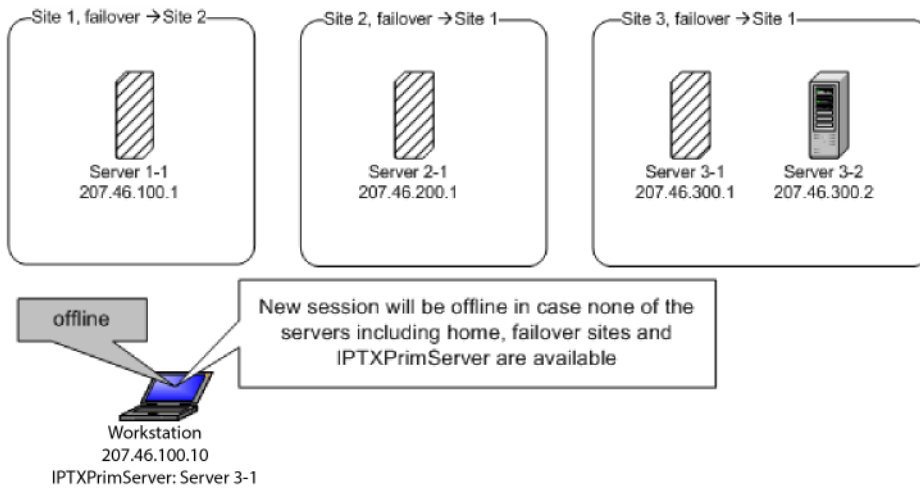 Site 1, failover → Site 2
Site 2, failover → Site 1
Site 3, failover → Site 1
Server 1-1
207.46.100.1
Server 2-1
207.46.200.1
Server 3-1
207.46.300.1
Server 3-2
207.46.300.2
offline
New session will be offline in case none of the
servers including home, failover sites and
IPTXPrimServer are available
Workstation
207.46.100.10
IPTXPrimServer: Server 3-1